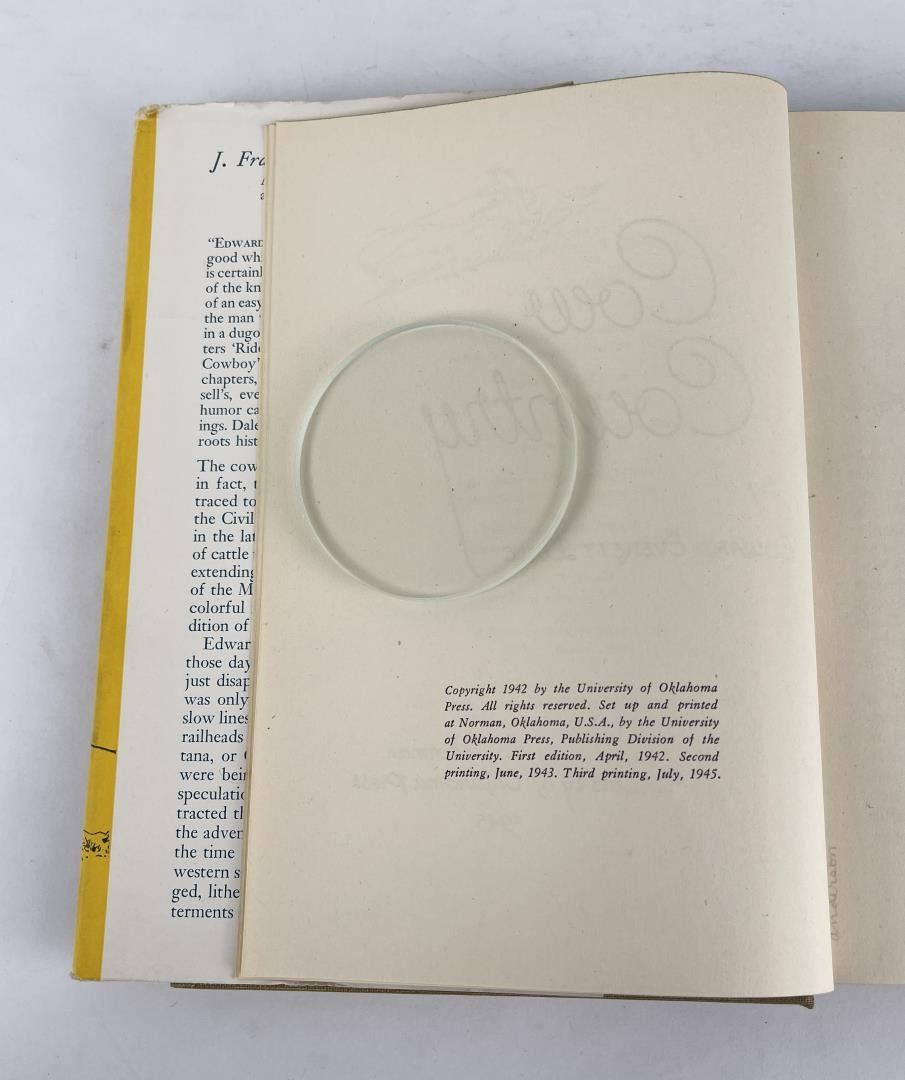 J. Fra
"EDWARD
good wh
is certainl
of the kn
of an easy
the man
in a dugo
ters 'Ride
Cowboy'
chapters,
sell's, eve
humor ca
ings. Dale
roots hist
The cow
in fact, t
traced to
the Civil
in the lat
of cattle
extending
of the M
colorful
dition of
Edwar
those day
just disap
was only
slow lines
railheads
tana, or
were bei
speculatio
tracted th
the adver
the time
western s
ged, lithe
terments
Cow
Country
Copyright 1942 by the University of Oklahoma
Press. All rights reserved. Set up and printed
at Norman, Oklahoma, U.S.A., by the University
of Oklahoma Press, Publishing Division of the
University. First edition, April, 1942. Second
printing, June, 1943. Third printing, July, 1945.
anderson